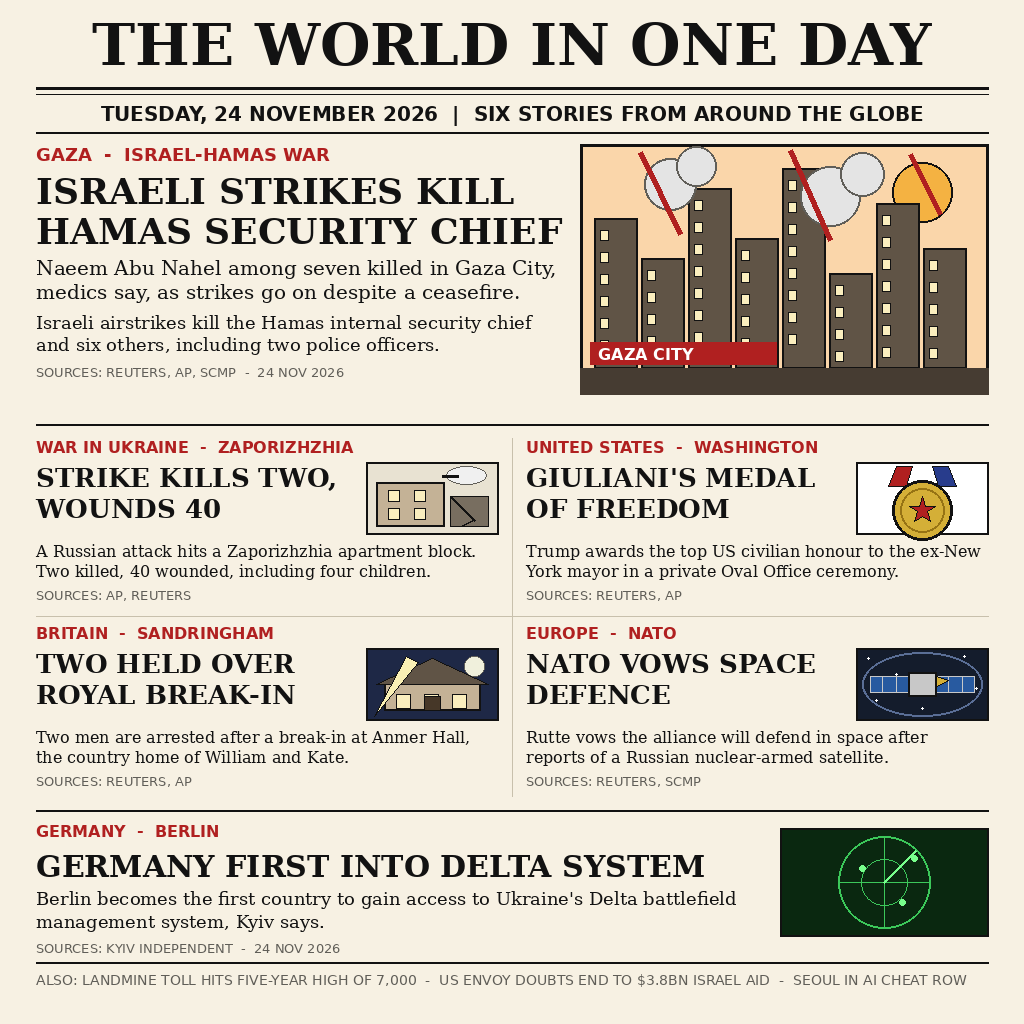 THE WORLD IN ONE DAY
TUESDAY, 24 NOVEMBER 2026 | SIX STORIES FROM AROUND THE GLOBE
GAZA - ISRAEL-HAMAS WAR
ISRAELI STRIKES KILL
HAMAS SECURITY CHIEF
Naeem Abu Nahel among seven killed in Gaza City,
medics say, as strikes go on despite a ceasefire.
Israeli airstrikes kill the Hamas internal security chief
and six others, including two police officers.
SOURCES: REUTERS, AP, SCMP - 24 NOV 2026
GAZA CITY
WAR IN UKRAINE - ZAPORIZHZHIA
STRIKE KILLS TWO,
WOUNDS 40
A Russian attack hits a Zaporizhzhia apartment block.
Two killed, 40 wounded, including four children.
SOURCES: AP, REUTERS
UNITED STATES - WASHINGTON
GIULIANI'S MEDAL
OF FREEDOM
Trump awards the top US civilian honour to the ex-New
York mayor in a private Oval Office ceremony.
SOURCES: REUTERS, AP
BRITAIN - SANDRINGHAM
TWO HELD OVER
ROYAL BREAK-IN
Two men are arrested after a break-in at Anmer Hall,
the country home of William and Kate.
SOURCES: REUTERS, AP
EUROPE - NATO
NATO VOWS SPACE
DEFENCE
Rutte vows the alliance will defend in space after
reports of a Russian nuclear-armed satellite.
SOURCES: REUTERS, SCMP
GERMANY - BERLIN
GERMANY FIRST INTO DELTA SYSTEM
Berlin becomes the first country to gain access to Ukraine's Delta battlefield
management system, Kyiv says.
SOURCES: KYIV INDEPENDENT - 24 NOV 2026
ALSO: LANDMINE TOLL HITS FIVE-YEAR HIGH OF 7,000 - US ENVOY DOUBTS END TO $3.8BN ISRAEL AID - SEOUL IN AI CHEAT ROW